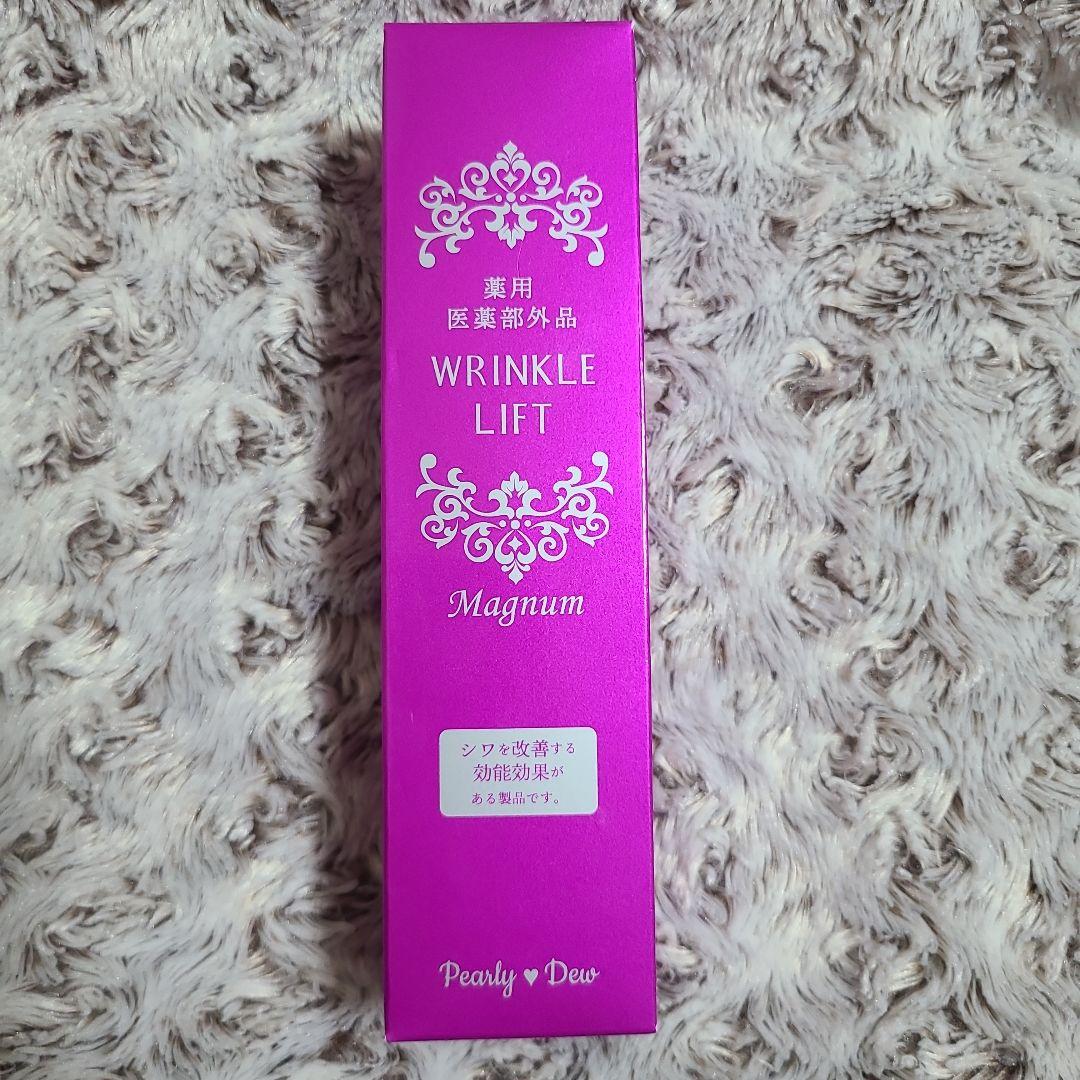 薬用
医薬部外品
WRINKLE
LIFT
Magnum
シワを改善する
効能効果が
ある製品です。
Pearly ♥ Dew